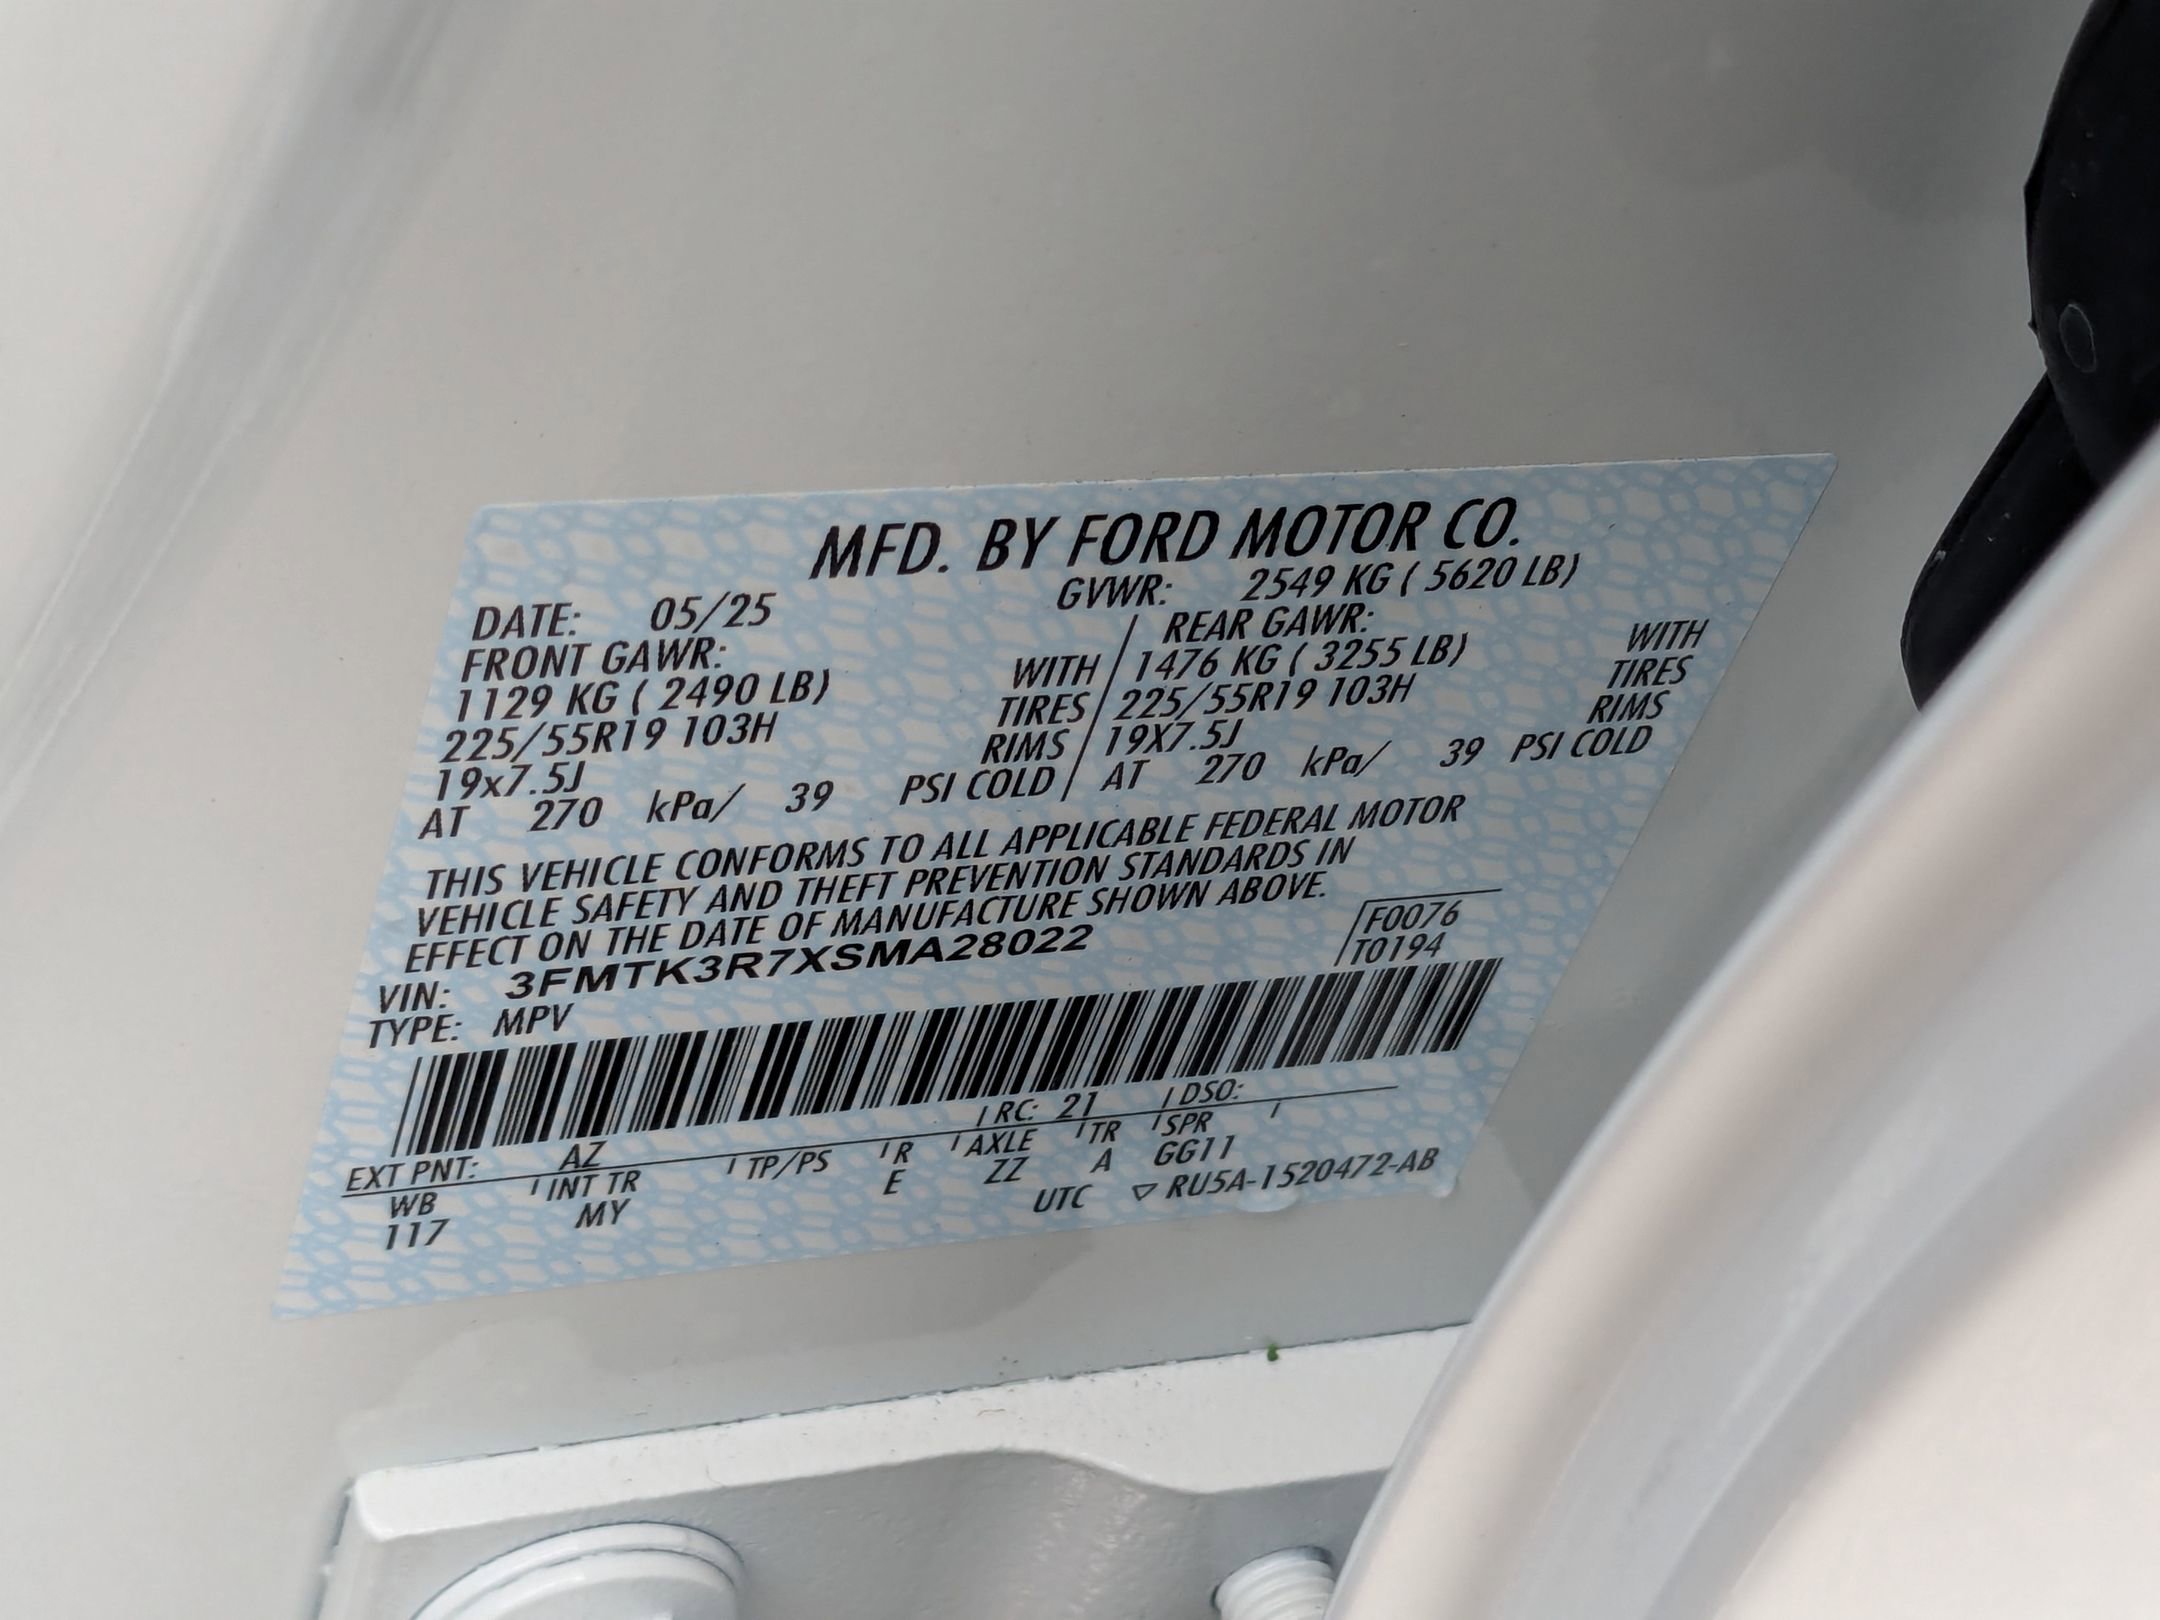 MFD. BY FORD MOTOR CO.
DATE: 05/25 GVWR: 2549 KG ( 5620 LB)
FRONT GAWR: / REAR GAWR:
1129 KG ( 2490 LB) WITH / 1476 KG ( 3255 LB) WITH
225/55R19 103H TIRES / 225/55R19 103H TIRES
19x7.5J RIMS / 19X7.5J RIMS
AT 270 kPa/ 39 PSI COLD / AT 270 kPa/ 39 PSI COLD
THIS VEHICLE CONFORMS TO ALL APPLICABLE FEDERAL MOTOR
VEHICLE SAFETY AND THEFT PREVENTION STANDARDS IN
EFFECT ON THE DATE OF MANUFACTURE SHOWN ABOVE.
VIN: 3FMTK3R7XSMA28022 F0076
TYPE: MPV T0194
EXT PNT: AZ RC: 21 DSO:
WB INT TR TP/PS R AXLE TR SPR
117 MY E ZZ A GG11
UTC ▽ RU5A-1520472-AB